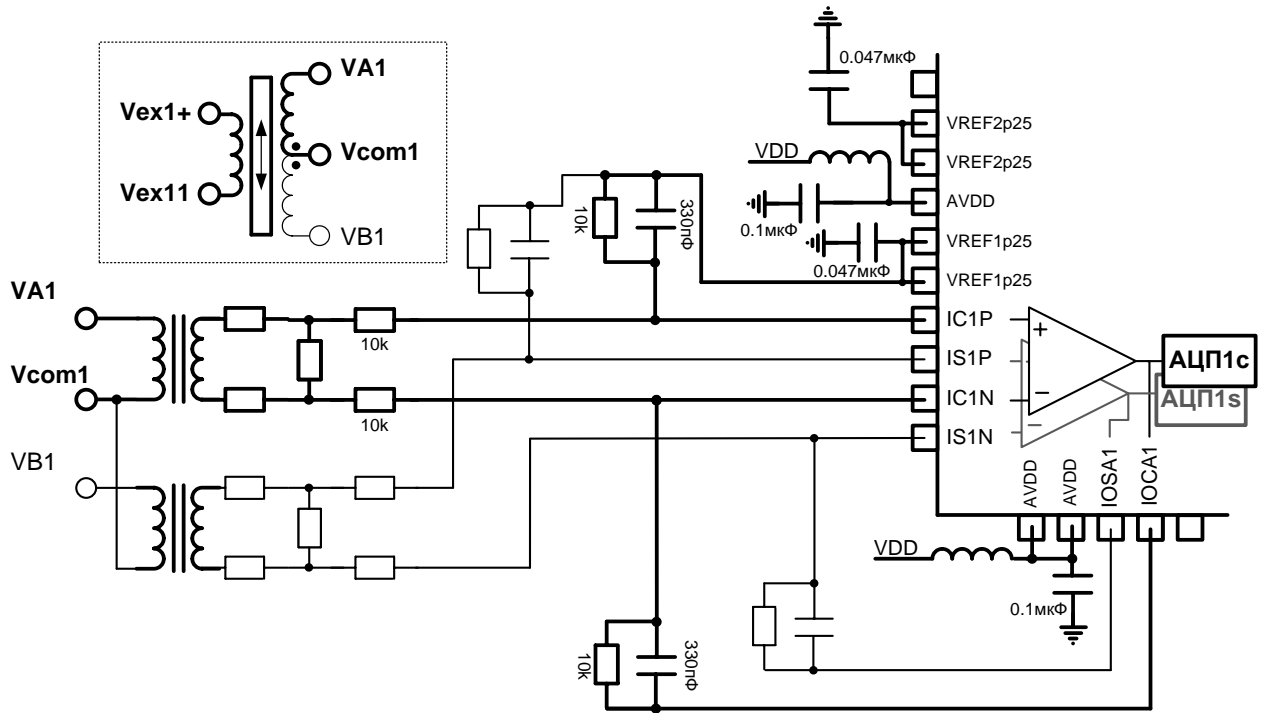 VA1
Vex1+
Vcom1
Vex11
VB1
0.047мкФ
VREF2p25
VDD
VREF2p25
AVDD
0.1мкФ
VREF1p25
0.047мкФ
VREF1p25
10k
330пФ
VA1
IC1P
10k
+
IS1P
АЦП1c
Vcom1
IC1N
−
АЦП1s
10k
IS1N
−
VB1
AVDD
AVDD
IOSA1
IOCA1
VDD
0.1мкФ
10k
330пФ